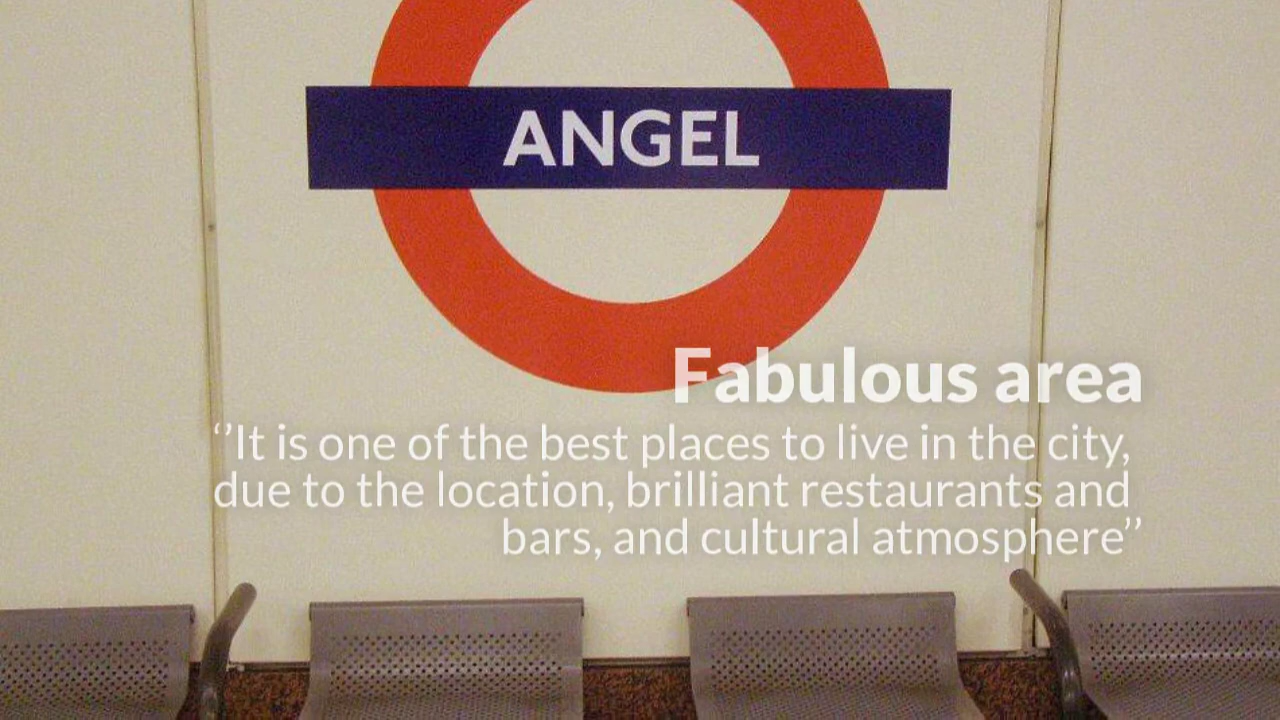 ANGEL
Fabulous area
‘’It is one of the best places to live in the city,
due to the location, brilliant restaurants and
bars, and cultural atmosphere’’